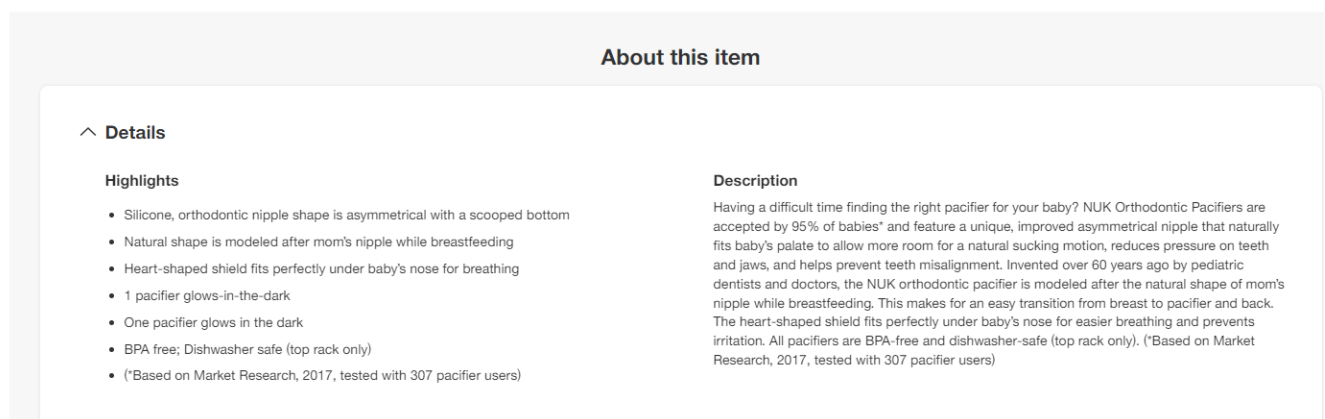 About this item
Details
Highlights
• Silicone, orthodontic nipple shape is asymmetrical with a scooped bottom
• Natural shape is modeled after mom's nipple while breastfeeding
• Heart-shaped shield fits perfectly under baby's nose for breathing
• 1 pacifier glows-in-the-dark
• One pacifier glows in the dark
• BPA free; Dishwasher safe (top rack only)
• (*Based on Market Research, 2017, tested with 307 pacifier users)
Description
Having a difficult time finding the right pacifier for your baby? NUK Orthodontic Pacifiers are
accepted by 95% of babies* and feature a unique, improved asymmetrical nipple that naturally
fits baby's palate to allow more room for a natural sucking motion, reduces pressure on teeth
and jaws, and helps prevent teeth misalignment. Invented over 60 years ago by pediatric
dentists and doctors, the NUK orthodontic pacifier is modeled after the natural shape of mom's
nipple while breastfeeding. This makes for an easy transition from breast to pacifier and back.
The heart-shaped shield fits perfectly under baby's nose for easier breathing and prevents
irritation. All pacifiers are BPA-free and dishwasher-safe (top rack only). (*Based on Market
Research, 2017, tested with 307 pacifier users)